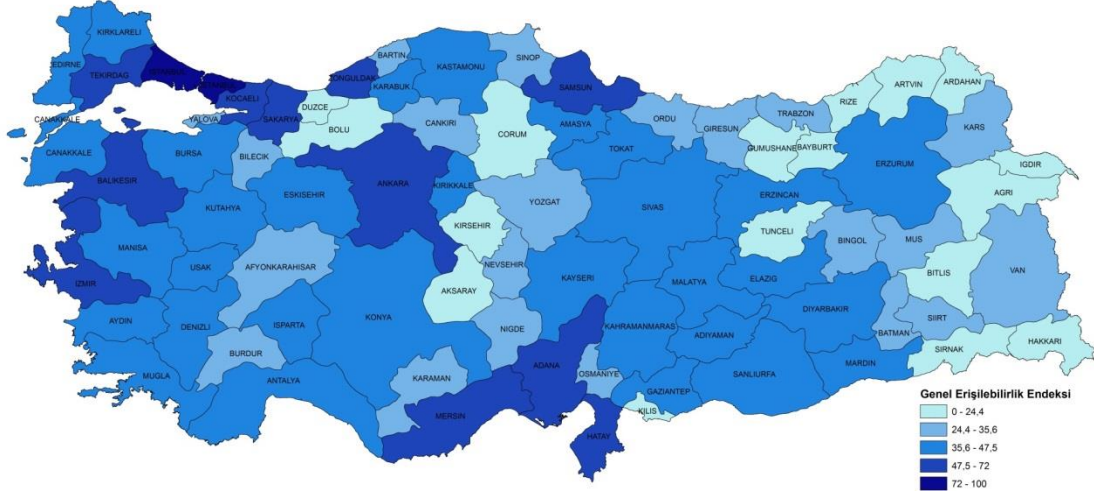 KIRKLARELI
EDIRNE
TEKIRDAG
ISTANBUL
ISTANBUL
KOCAELI
YALOVA
SAKARYA
DUZCE
BOLU
ZONGULDAK
BARTIN
KARABUK
KASTAMONU
SINOP
SAMSUN
CANKIRI
CORUM
AMASYA
TOKAT
ORDU
GIRESUN
TRABZON
GUMUSHANE
BAYBURT
RIZE
ARTVIN
ARDAHAN
KARS
IGDIR
AGRI
ERZURUM
ERZINCAN
CANAKKALE
CANAKKALE
BALIKESIR
BURSA
BILECIK
ESKISEHIR
KUTAHYA
ANKARA
KIRIKKALE
YOZGAT
SIVAS
KIRSEHIR
NEVSEHIR
AKSARAY
KAYSERI
MALATYA
TUNCELI
ELAZIG
BINGOL
MUS
BITLIS
VAN
MANISA
USAK
AFYONKARAHISAR
IZMIR
AYDIN
DENIZLI
ISPARTA
BURDUR
KONYA
NIGDE
KARAMAN
MUGLA
ANTALYA
MERSIN
ADANA
OSMANIYE
KAHRAMANMARAS
ADIYAMAN
DIYARBAKIR
BATMAN
SIIRT
SIRNAK
HAKKARI
MARDIN
SANLIURFA
GAZIANTEP
KILIS
HATAY
Genel Erişilebilirlik Endeksi
0 - 24,4
24,4 - 35,6
35,6 - 47,5
47,5 - 72
72 - 100